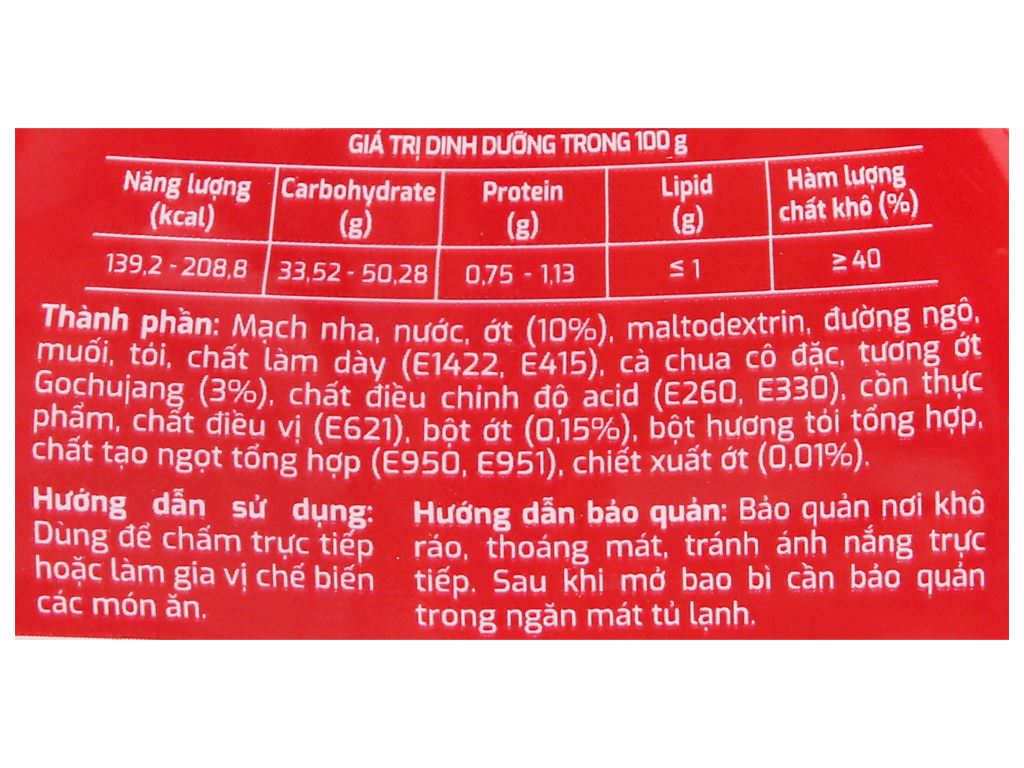 GIÁ TRỊ DINH DƯỠNG TRONG 100 g
Năng lượng (kcal) Carbohydrate (g) Protein (g) Lipid (g) Hàm lượng chất khô (%)
139,2 - 208,8 33,52 - 50,28 0,75 - 1,13 ≤ 1 ≥ 40
Thành phần: Mạch nha, nước, ớt (10%), maltodextrin, đường ngô,
muối, tỏi, chất làm dày (E1422, E415), cà chua cô đặc, tương ớt
Gochujang (3%), chất điều chỉnh độ acid (E260, E330), cồn thực
phẩm, chất điều vị (E621), bột ớt (0,15%), bột hương tỏi tổng hợp,
chất tạo ngọt tổng hợp (E950, E951), chiết xuất ớt (0,01%).
Hướng dẫn sử dụng:
Dùng để chấm trực tiếp
hoặc làm gia vị chế biến
các món ăn.
Hướng dẫn bảo quản: Bảo quản nơi khô
ráo, thoáng mát, tránh ánh nắng trực
tiếp. Sau khi mở bao bì cần bảo quản
trong ngăn mát tủ lạnh.